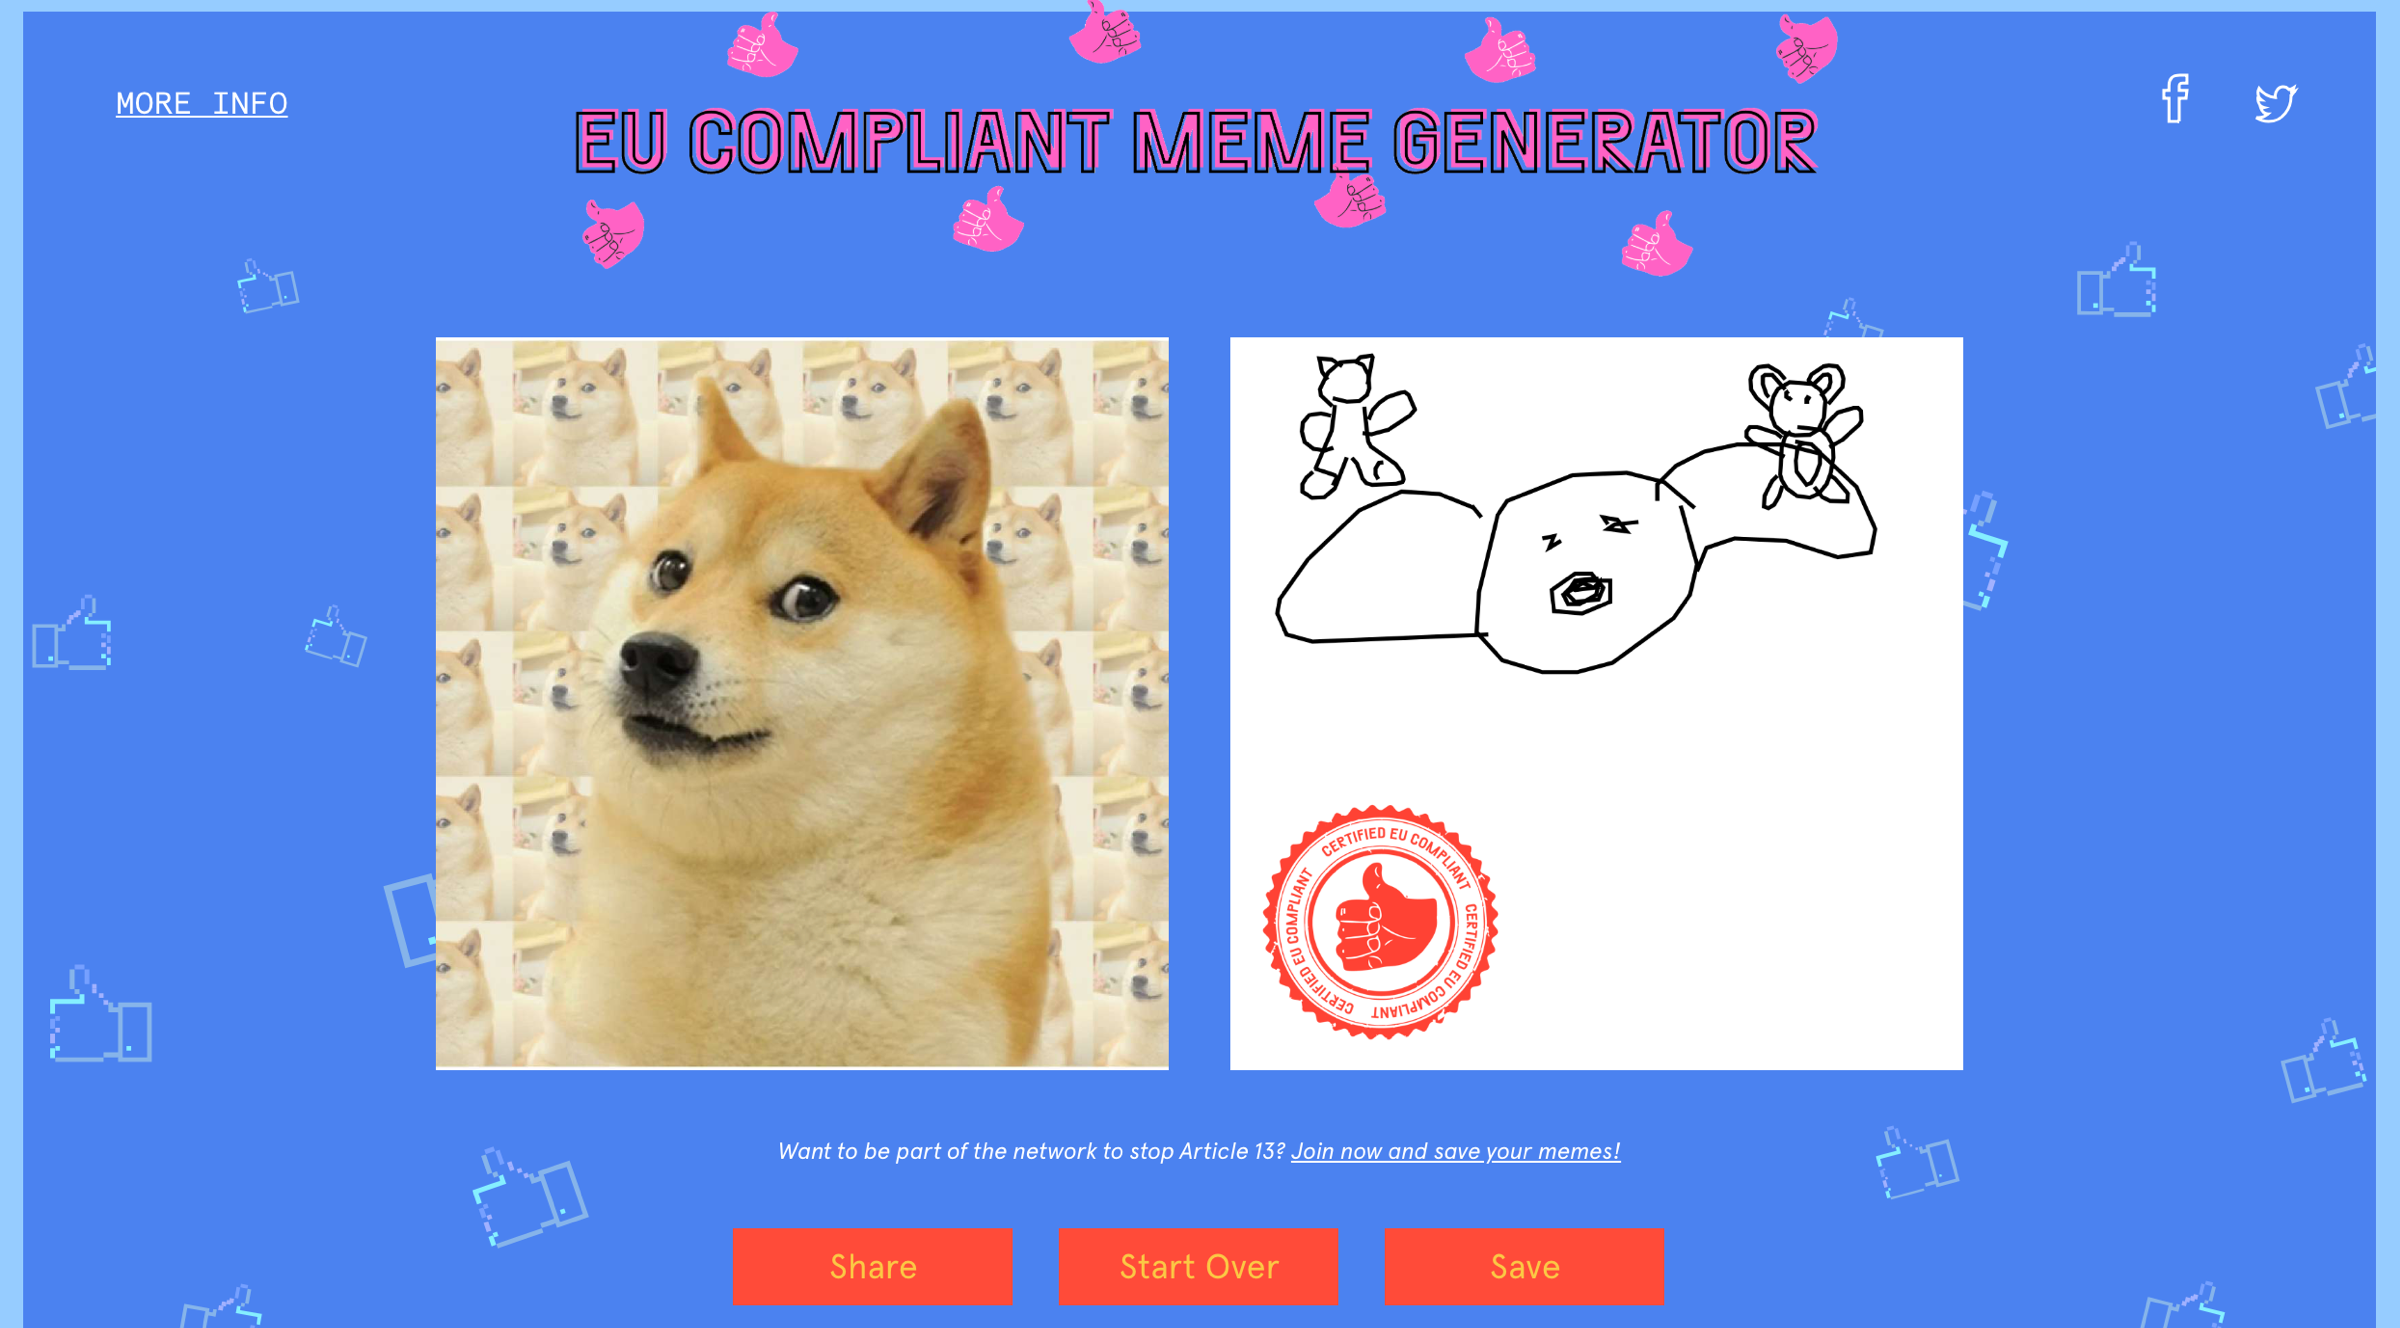 MORE INFO
EU COMPLIANT MEME GENERATOR
CERTIFIED EU COMPLIANT CERTIFIED EU COMPLIANT CERTIFIED EU COMPLIANT
Want to be part of the network to stop Article 13? Join now and save your memes!
Share
Start Over
Save